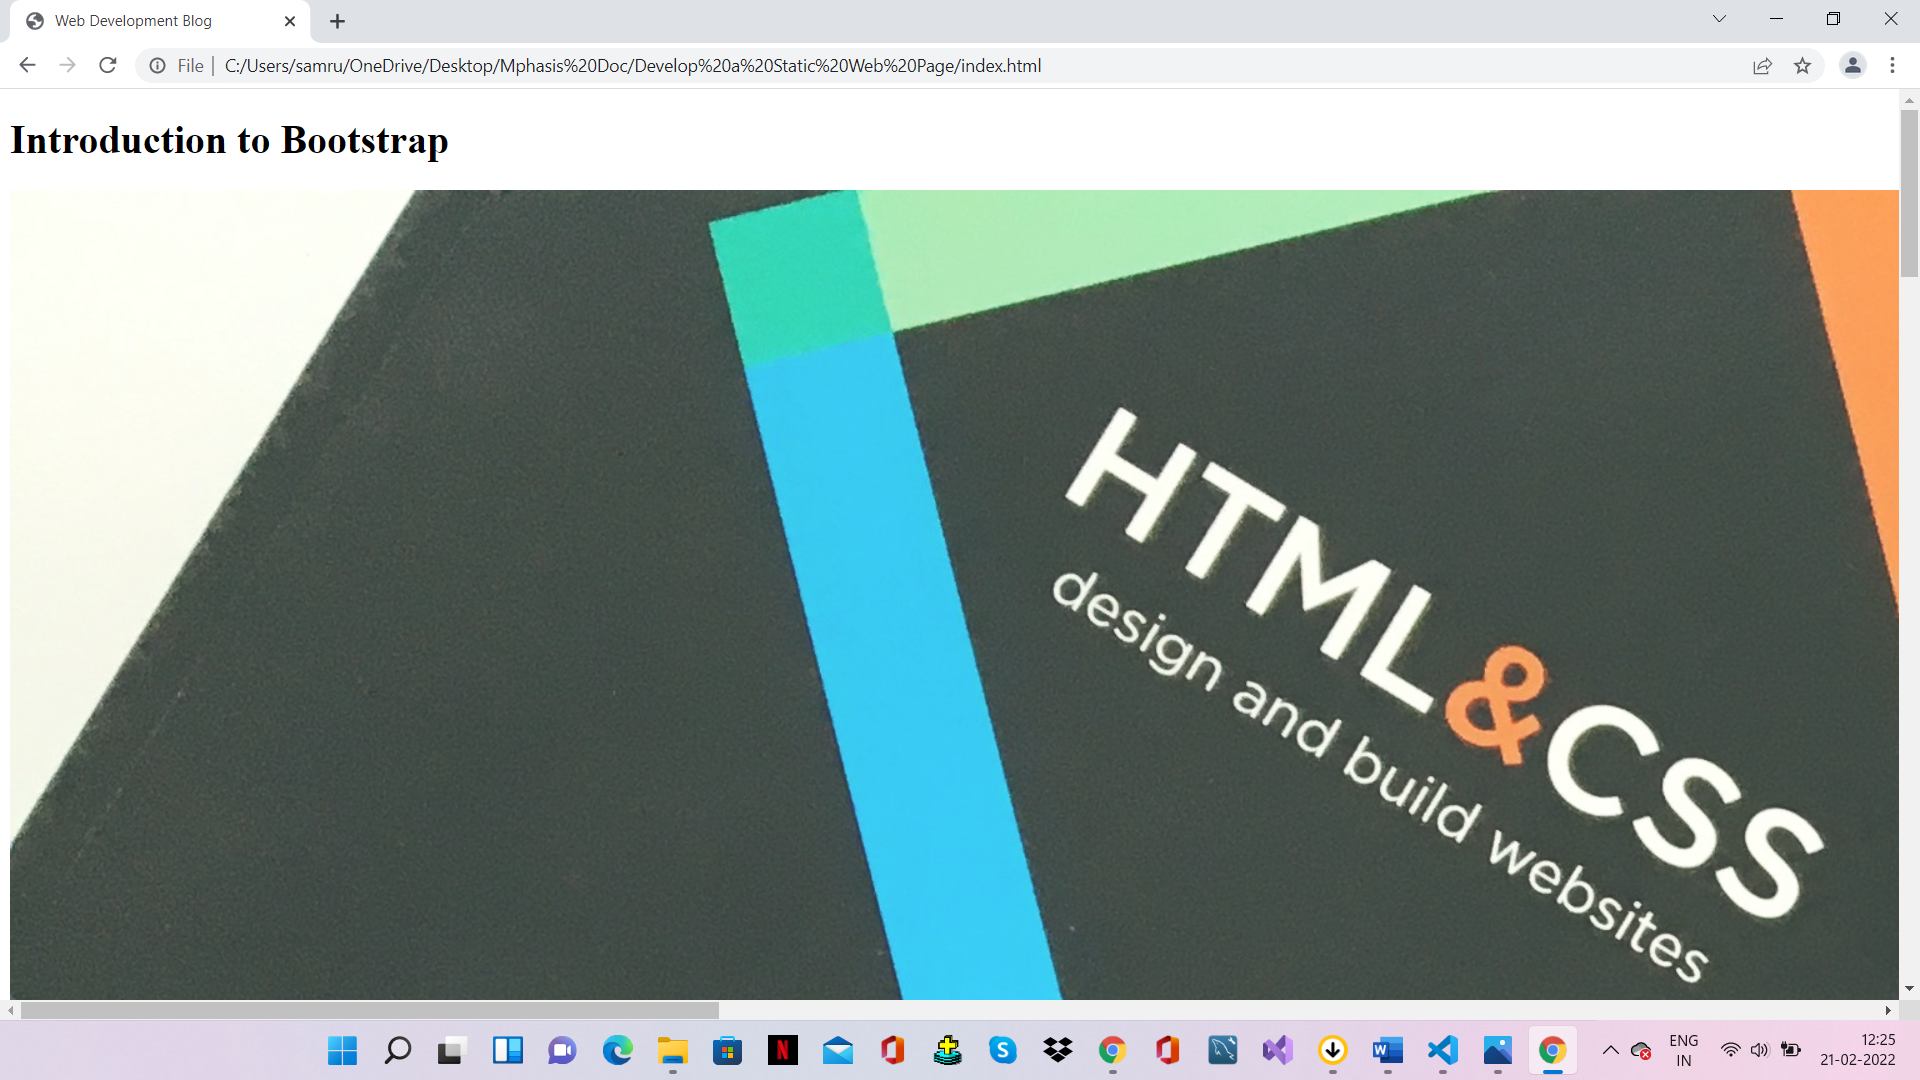 Web Development Blog
File | C:/Users/samru/OneDrive/Desktop/Mphasis%20Doc/Develop%20a%20Static%20Web%20Page/index.html
Introduction to Bootstrap
HTML&CSS
design and build websites
ENG
IN
12:25
21-02-2022